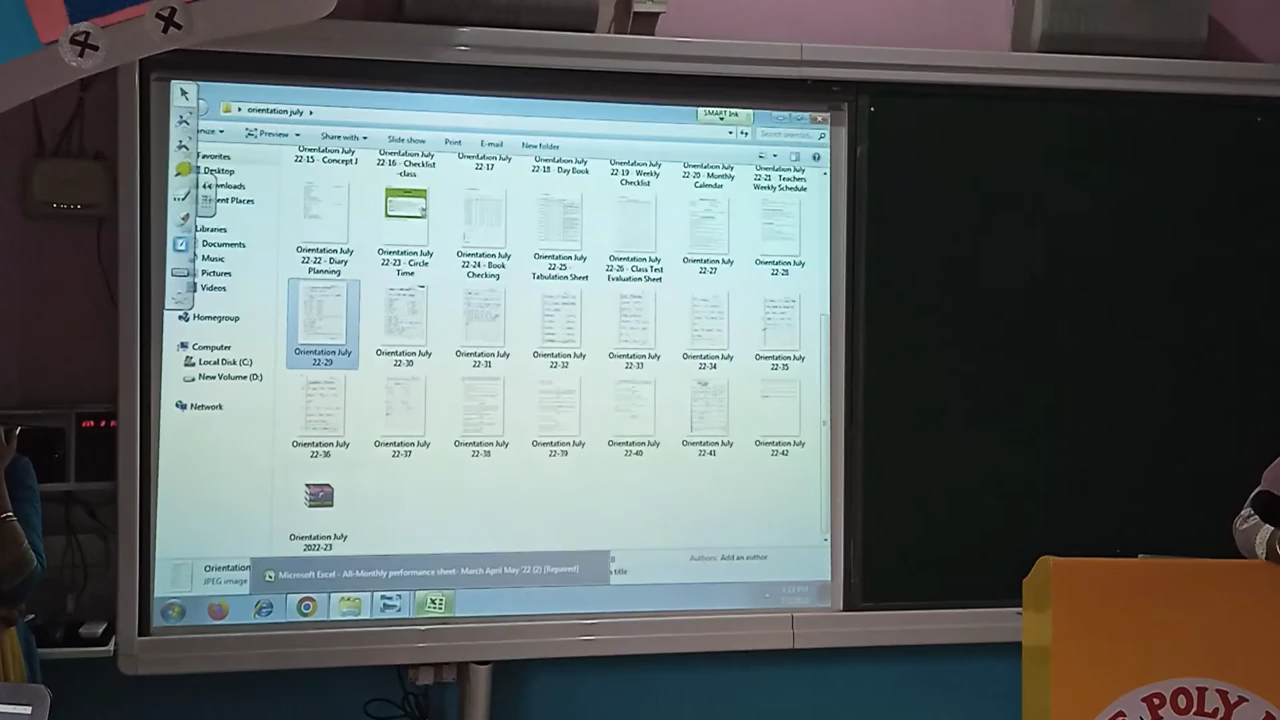 orientation july
SMART Ink
Preview
Share with
Slide show
Print
E-mail
New folder
Favorites
Desktop
Libraries
Documents
Music
Pictures
Videos
Homegroup
Computer
Local Disk (C:)
New Volume (D:)
Network
Orientation July
22-15 - Concept J
Orientation July
22-16 - Checklist
-class
Orientation July
22-17
Orientation July
22-18 - Day Book
Orientation July
22-19 - Weekly
Checklist
Orientation July
22-20 - Monthly
Calendar
Orientation July
22-21 - Teachers
Weekly Schedule
Orientation July
22-22 - Diary
Planning
Orientation July
22-23 - Circle
Time
Orientation July
22-24 - Book
Checking
Orientation July
22-25 -
Tabulation Sheet
Orientation July
22-26 - Class Test
Evaluation Sheet
Orientation July
22-27
Orientation July
22-28
Orientation July
22-29
Orientation July
22-30
Orientation July
22-31
Orientation July
22-32
Orientation July
22-33
Orientation July
22-34
Orientation July
22-35
Orientation July
22-36
Orientation July
22-37
Orientation July
22-38
Orientation July
22-39
Orientation July
22-40
Orientation July
22-41
Orientation July
22-42
Orientation July
2022-23
Orientation
JPEG image
Authors: Add an author
Microsoft Excel - All-Monthly performance sheet- March April May '22 (2) [Repaired]
POLY